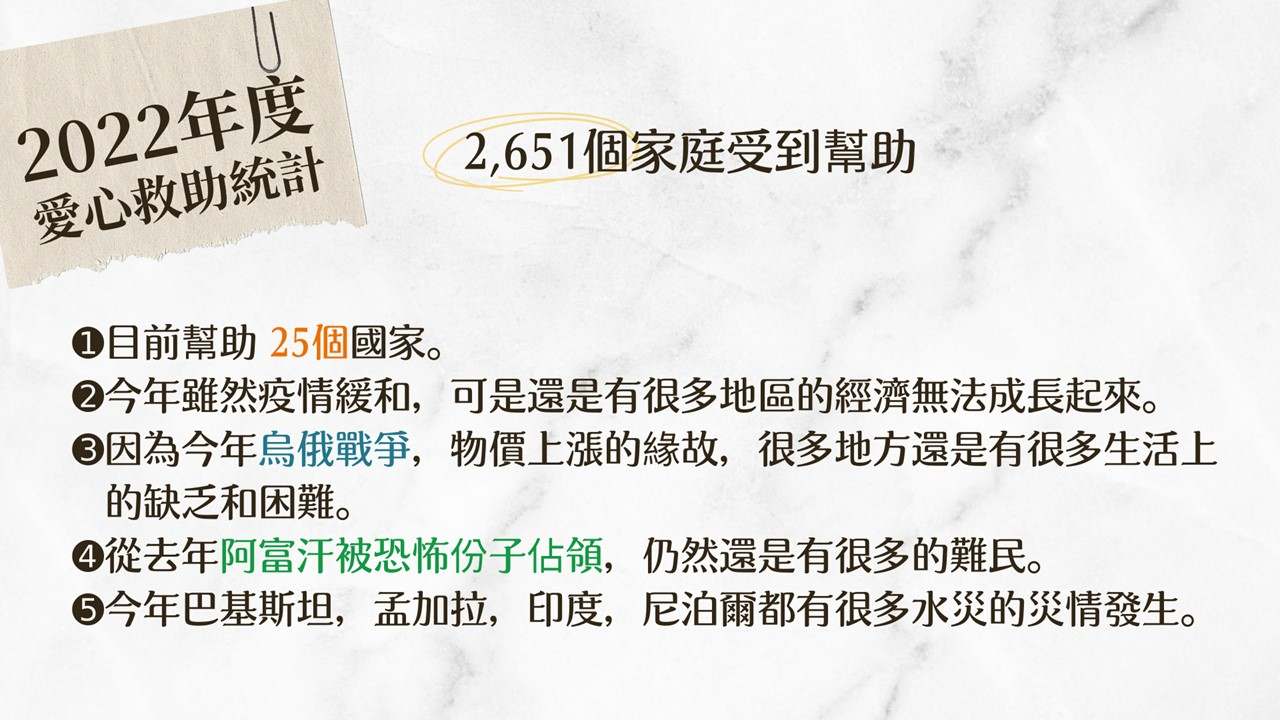 2022年度
愛心救助統計
2,651個家庭受到幫助
❶目前幫助 25個國家。
❷今年雖然疫情緩和，可是還是有很多地區的經濟無法成長起來。
❸因為今年烏俄戰爭，物價上漲的緣故，很多地方還是有很多生活上
的缺乏和困難。
❹從去年阿富汗被恐怖份子佔領，仍然還是有很多的難民。
❺今年巴基斯坦，孟加拉，印度，尼泊爾都有很多水災的災情發生。